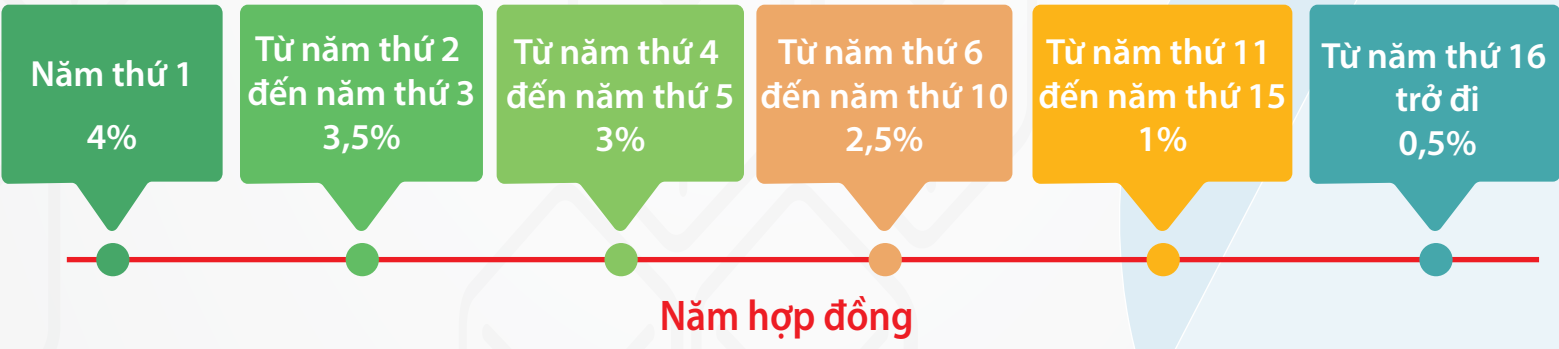 Năm thứ 1
4%
Từ năm thứ 2
đến năm thứ 3
3,5%
Từ năm thứ 4
đến năm thứ 5
3%
Từ năm thứ 6
đến năm thứ 10
2,5%
Từ năm thứ 11
đến năm thứ 15
1%
Từ năm thứ 16
trở đi
0,5%
Năm hợp đồng